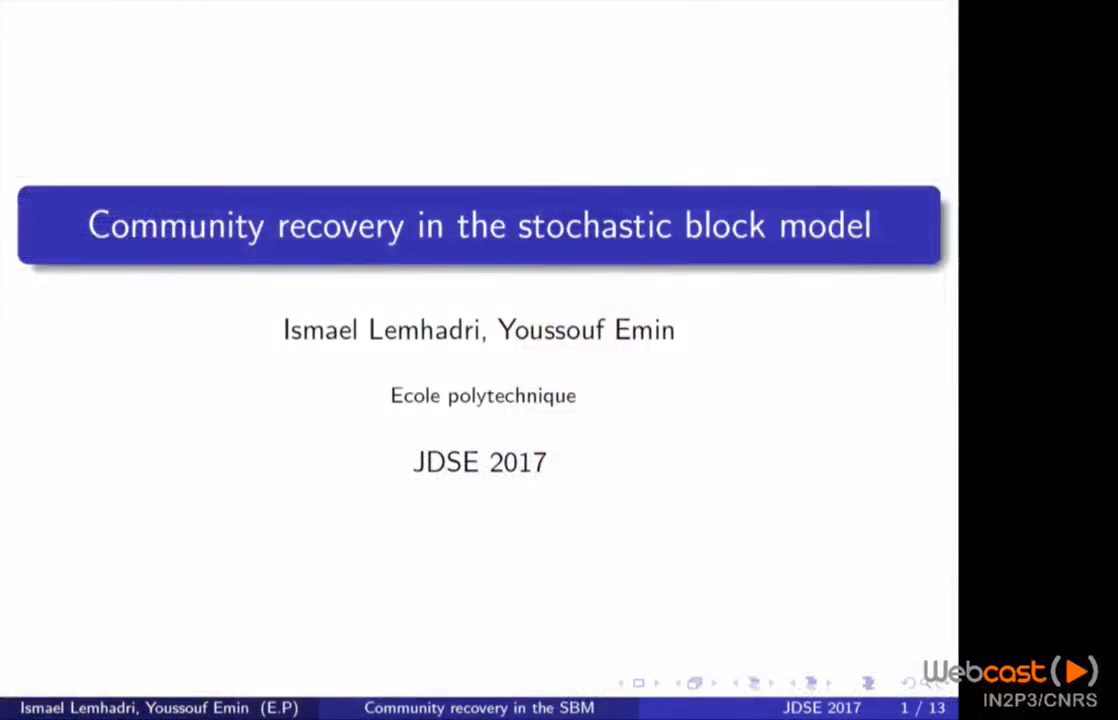 Community recovery in the stochastic block model
Ismael Lemhadri, Youssouf Emin
Ecole polytechnique
JDSE 2017
Webcast
IN2P3/CNRS
Ismael Lemhadri, Youssouf Emin (E.P) Community recovery in the SBM JDSE 2017 1 / 13